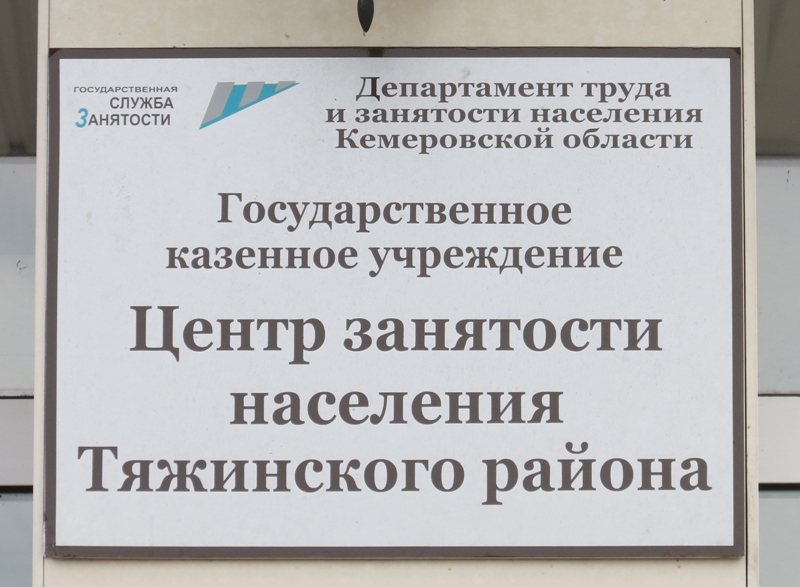 ГОСУДАРСТВЕННАЯ
СЛУЖБА
ЗАНЯТОСТИ
Департамент труда
и занятости населения
Кемеровской области
Государственное
казенное учреждение
Центр занятости
населения
Тяжинского района